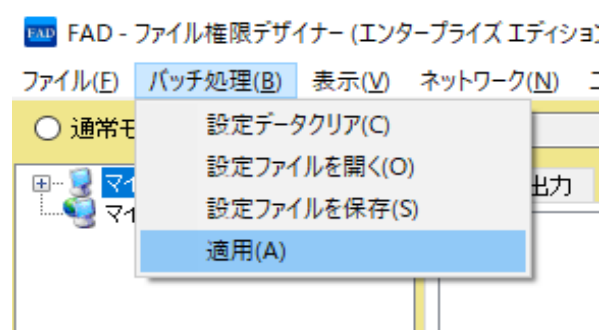 FAD FAD - ファイル権限デザイナー (エンタープライズ エディション
ファイル(F) バッチ処理(B) 表示(V) ネットワーク(N)
通常モ
設定データクリア(C)
設定ファイルを開く(O)
マイ 出力
設定ファイルを保存(S)
マイ
適用(A)